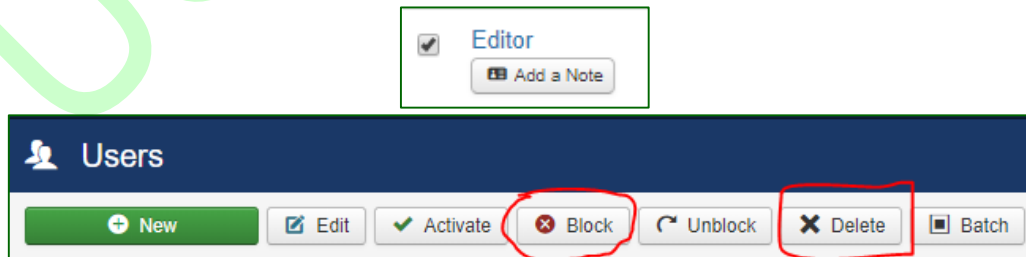 Editor
Add a Note
Users
New Edit Activate Block Unblock Delete Batch